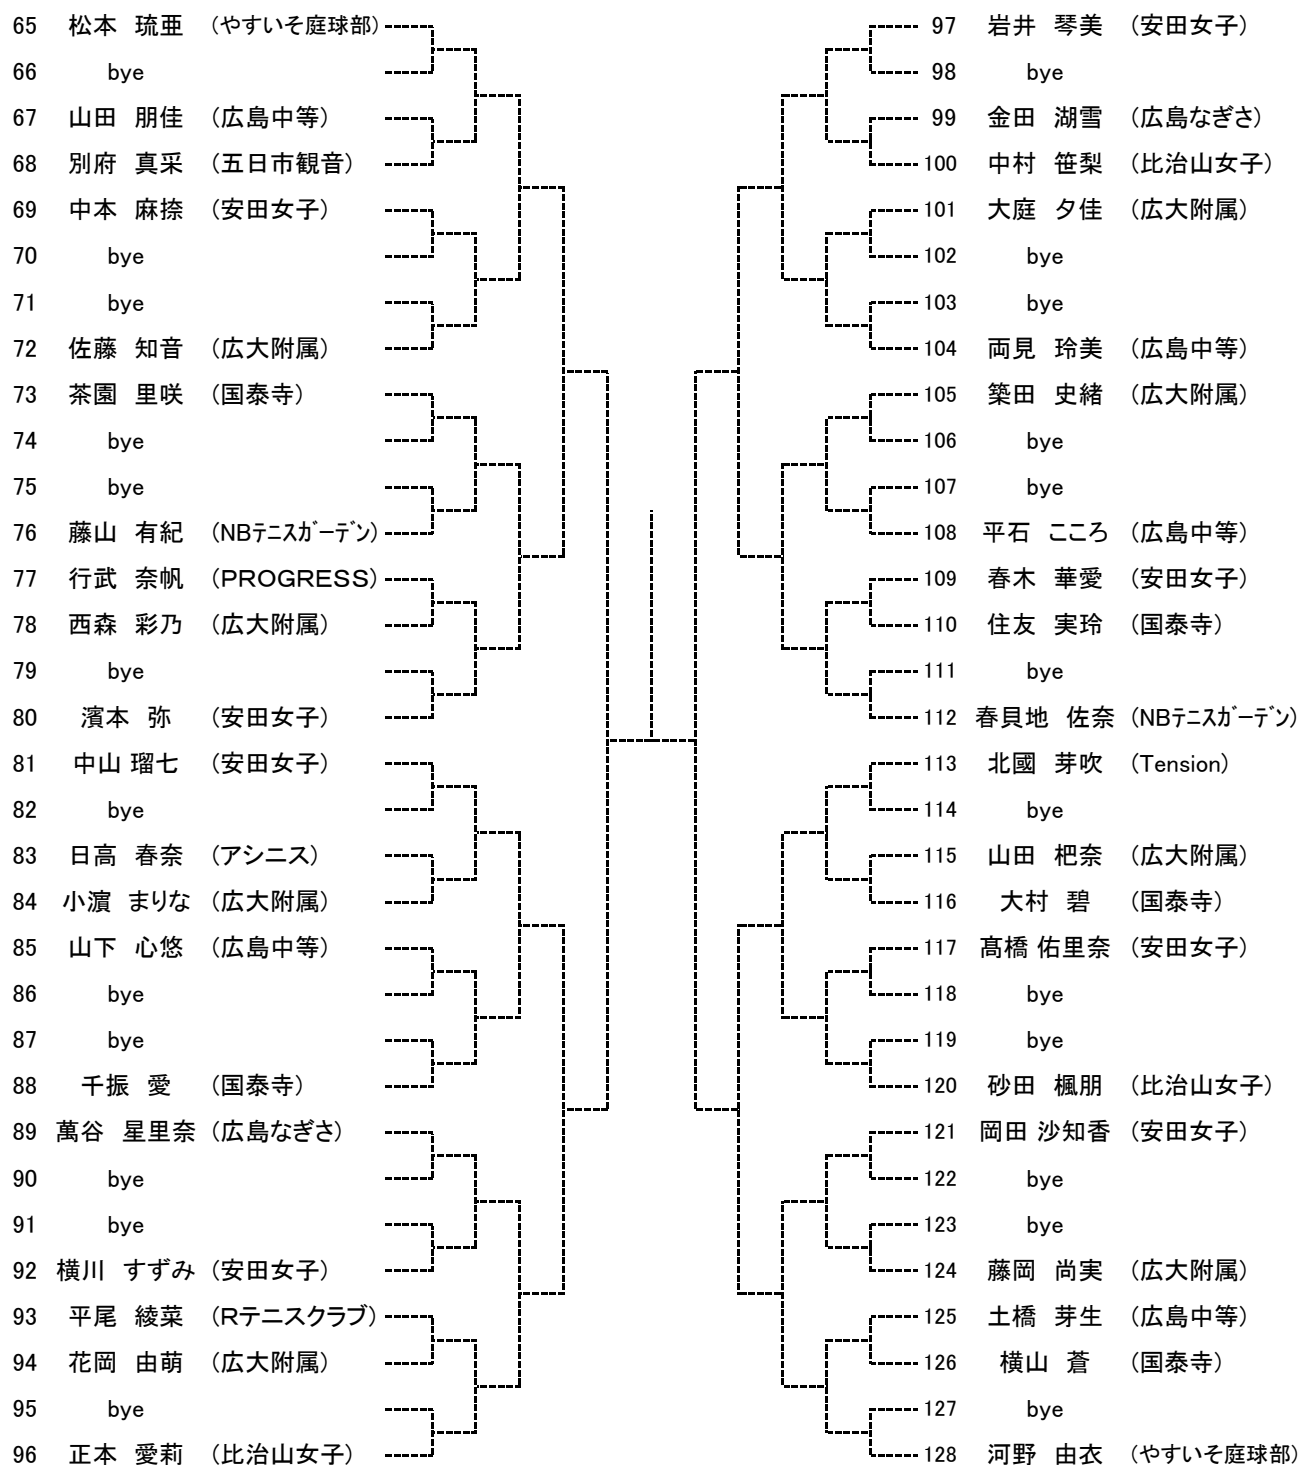 65 松本 琉亜 (やすいそ庭球部)
66 bye
67 山田 朋佳 (広島中等)
68 別府 真采 (五日市観音)
69 中本 麻捺 (安田女子)
70 bye
71 bye
72 佐藤 知音 (広大附属)
73 茶園 里咲 (国泰寺)
74 bye
75 bye
76 藤山 有紀 (NBﾃﾆｽｶﾞｰﾃﾞﾝ)
77 行武 奈帆 (PROGRESS)
78 西森 彩乃 (広大附属)
79 bye
80 濱本 弥 (安田女子)
81 中山 瑠七 (安田女子)
82 bye
83 日高 春奈 (アシニス)
84 小濵 まりな (広大附属)
85 山下 心悠 (広島中等)
86 bye
87 bye
88 千振 愛 (国泰寺)
89 萬谷 星里奈 (広島なぎさ)
90 bye
91 bye
92 横川 すずみ (安田女子)
93 平尾 綾菜 (Rテニスクラブ)
94 花岡 由萌 (広大附属)
95 bye
96 正本 愛莉 (比治山女子)
97 岩井 琴美 (安田女子)
98 bye
99 金田 湖雪 (広島なぎさ)
100 中村 笹梨 (比治山女子)
101 大庭 夕佳 (広大附属)
102 bye
103 bye
104 両見 玲美 (広島中等)
105 築田 史緒 (広大附属)
106 bye
107 bye
108 平石 こころ (広島中等)
109 春木 華愛 (安田女子)
110 住友 実玲 (国泰寺)
111 bye
112 春貝地 佐奈 (NBﾃﾆｽｶﾞｰﾃﾞﾝ)
113 北國 芽吹 (Tension)
114 bye
115 山田 杷奈 (広大附属)
116 大村 碧 (国泰寺)
117 髙橋 佑里奈 (安田女子)
118 bye
119 bye
120 砂田 楓朋 (比治山女子)
121 岡田 沙知香 (安田女子)
122 bye
123 bye
124 藤岡 尚実 (広大附属)
125 土橋 芽生 (広島中等)
126 横山 蒼 (国泰寺)
127 bye
128 河野 由衣 (やすいそ庭球部)